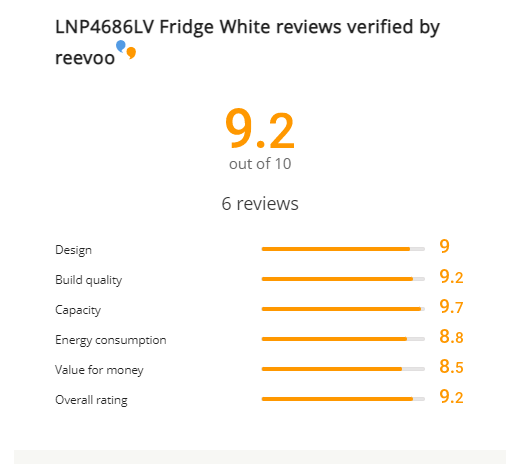 LNP4686LV Fridge White reviews verified by
reevoo
9.2
out of 10
6 reviews
Design 9
Build quality 9.2
Capacity 9.7
Energy consumption 8.8
Value for money 8.5
Overall rating 9.2